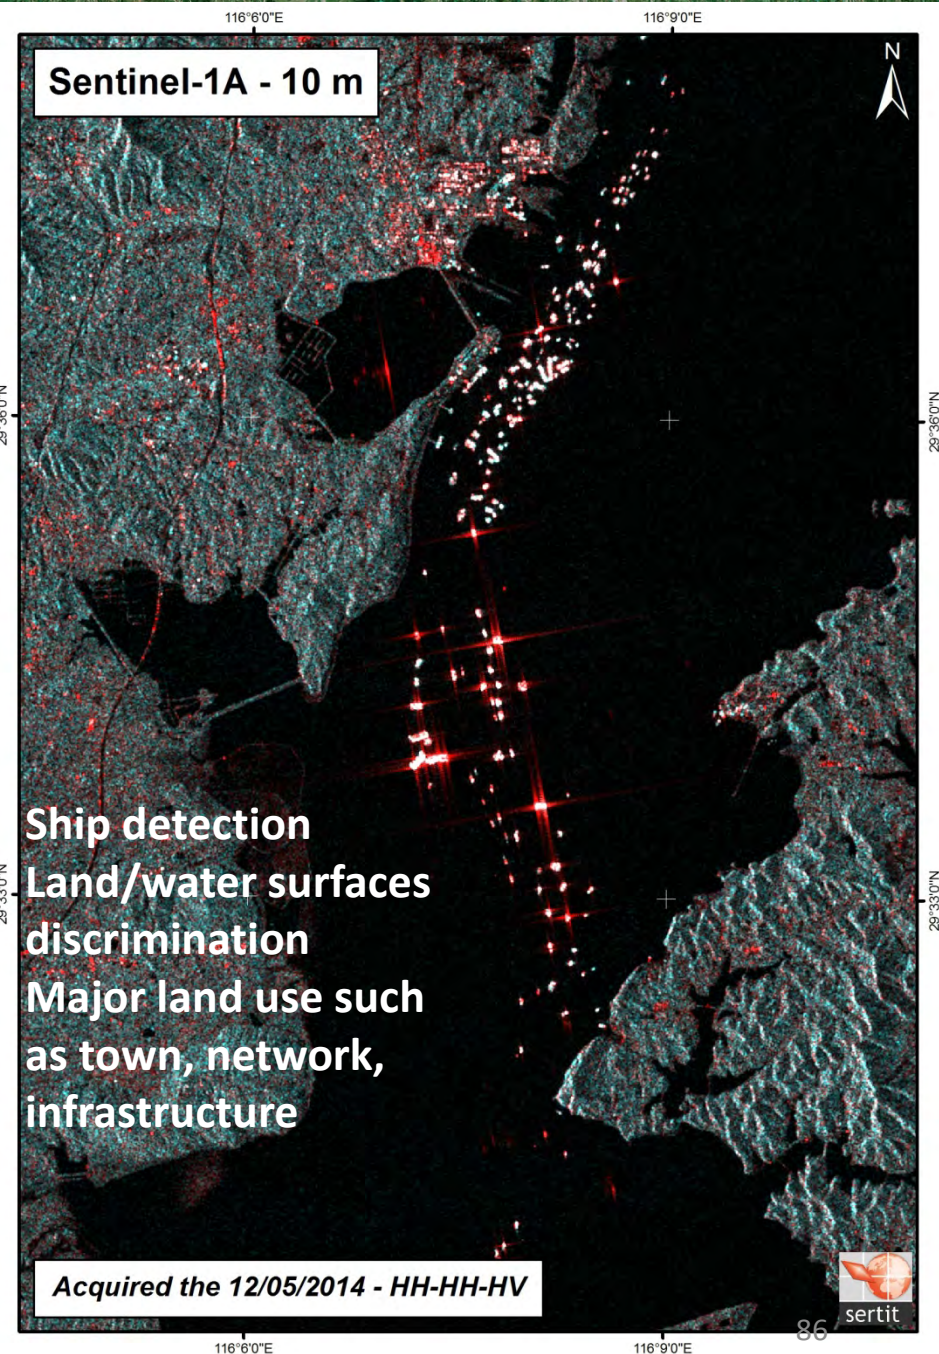 116°6'0"E 116°9'0"E
Sentinel-1A - 10 m
N
29°36'0"N 29°36'0"N
Ship detection
Land/water surfaces
discrimination
Major land use such
as town, network,
infrastructure
29°33'0"N 29°33'0"N
Acquired the 12/05/2014 - HH-HH-HV
sertit
86
116°6'0"E 116°9'0"E